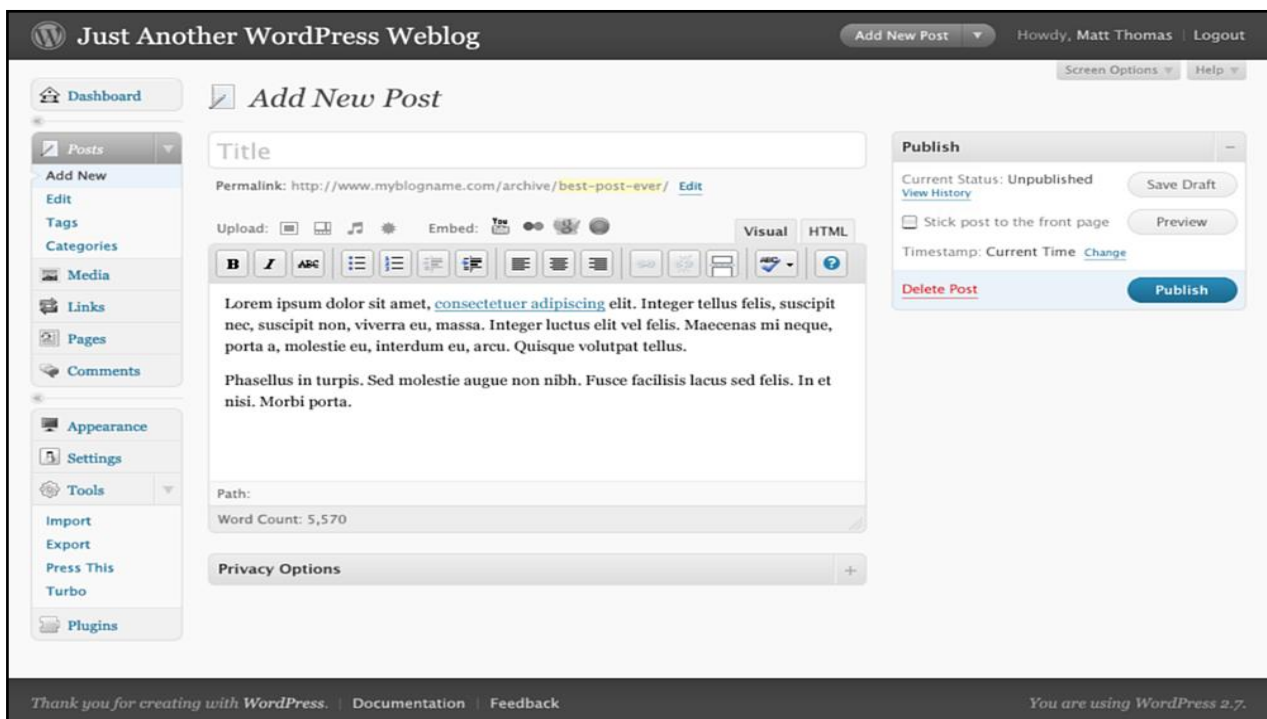 Just Another WordPress Weblog
Add New Post
Howdy, Matt Thomas | Logout
Screen Options
Help
Dashboard
Posts
Add New
Edit
Tags
Categories
Media
Links
Pages
Comments
Appearance
Settings
Tools
Import
Export
Press This
Turbo
Plugins
Add New Post
Title
Permalink: http://www.myblogname.com/archive/best-post-ever/ Edit
Upload:
Embed:
You
Visual
HTML
B I ABC
ABC
Lorem ipsum dolor sit amet, consectetuer adipiscing elit. Integer tellus felis, suscipit
nec, suscipit non, viverra eu, massa. Integer luctus elit vel felis. Maecenas mi neque,
porta a, molestie eu, interdum eu, arcu. Quisque volutpat tellus.
Phasellus in turpis. Sed molestie augue non nibh. Fusce facilisis lacus sed felis. In et
nisi. Morbi porta.
Path:
Word Count: 5,570
Privacy Options
Publish
Current Status: Unpublished
View History
Save Draft
Stick post to the front page
Preview
Timestamp: Current Time Change
Delete Post
Publish
Thank you for creating with WordPress. | Documentation | Feedback
You are using WordPress 2.7.